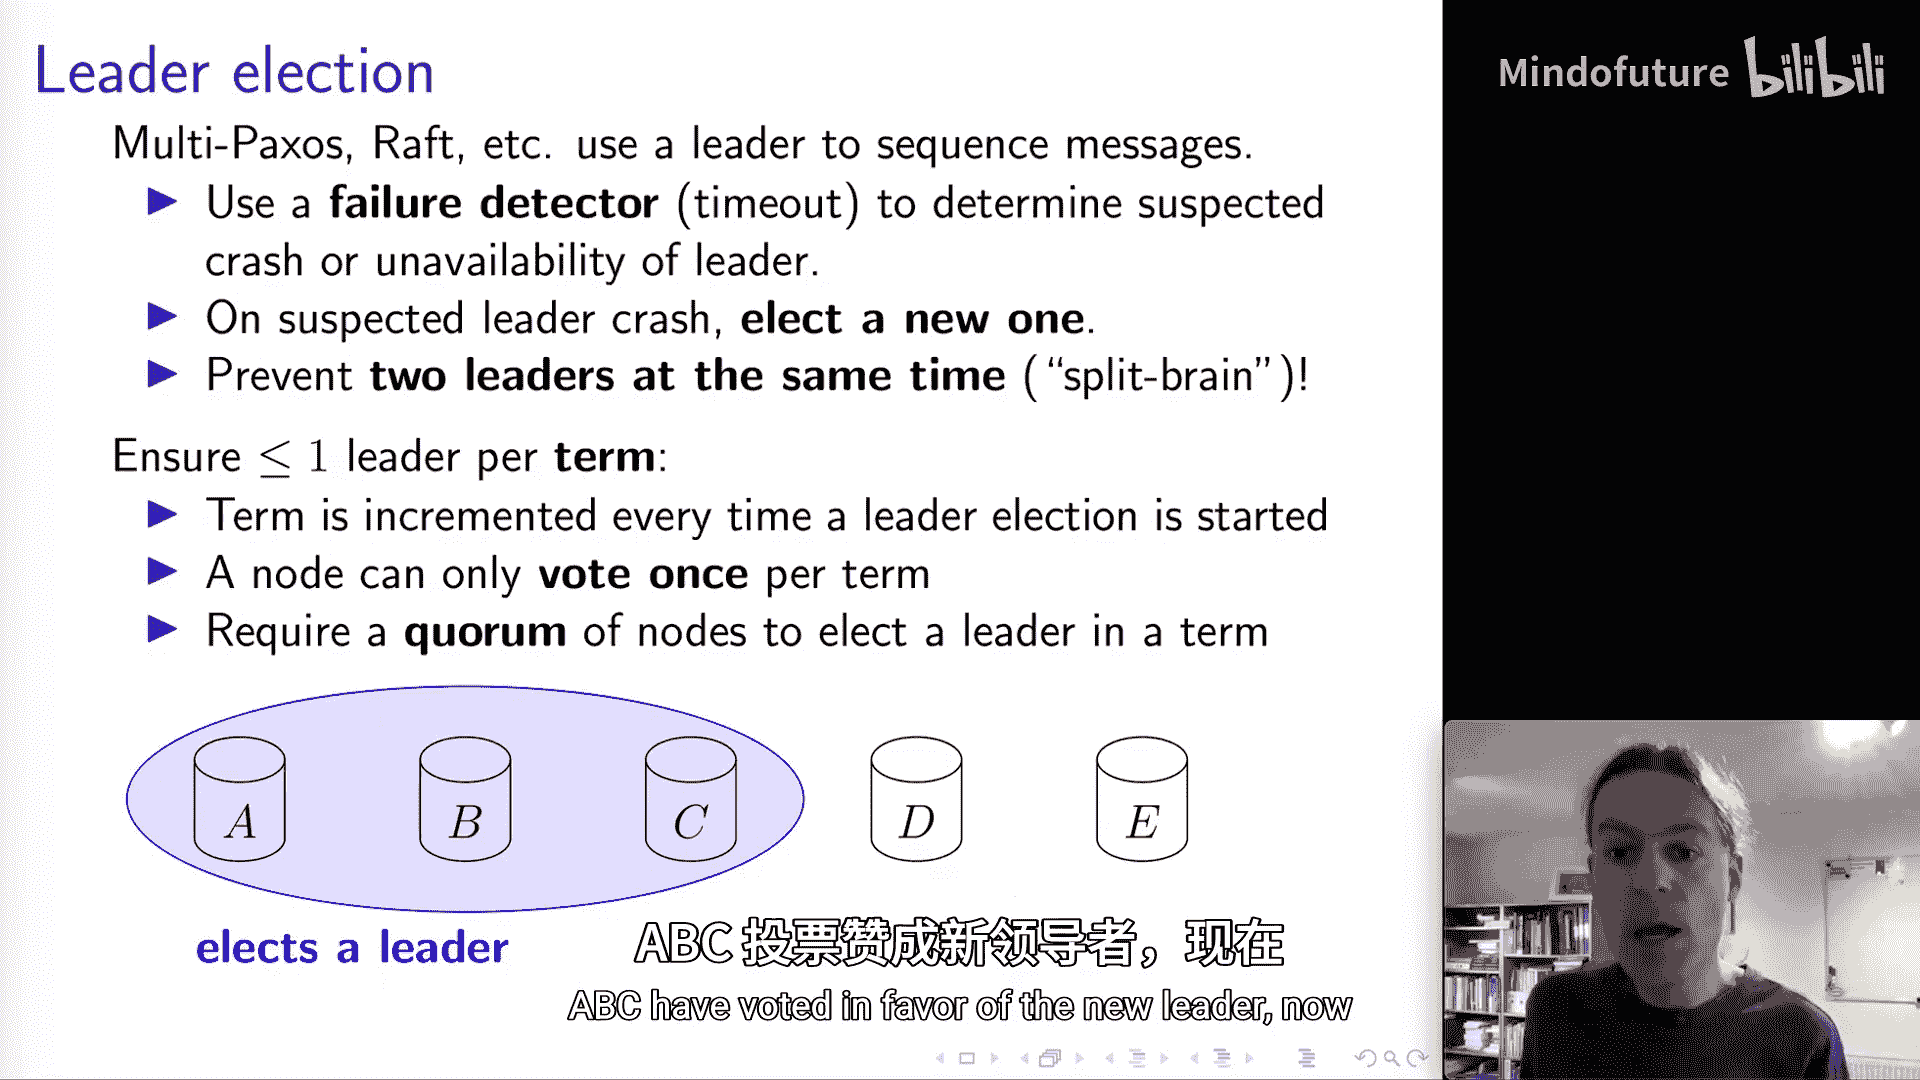 Leader election
Mindofuture bilibili
Multi-Paxos, Raft, etc. use a leader to sequence messages.
▶ Use a failure detector (timeout) to determine suspected
crash or unavailability of leader.
▶ On suspected leader crash, elect a new one.
▶ Prevent two leaders at the same time (“split-brain”)!
Ensure ≤ 1 leader per term:
▶ Term is incremented every time a leader election is started
▶ A node can only vote once per term
▶ Require a quorum of nodes to elect a leader in a term
A B C D E
elects a leader
ABC 投票赞成新领导者，现在
ABC have voted in favor of the new leader, now